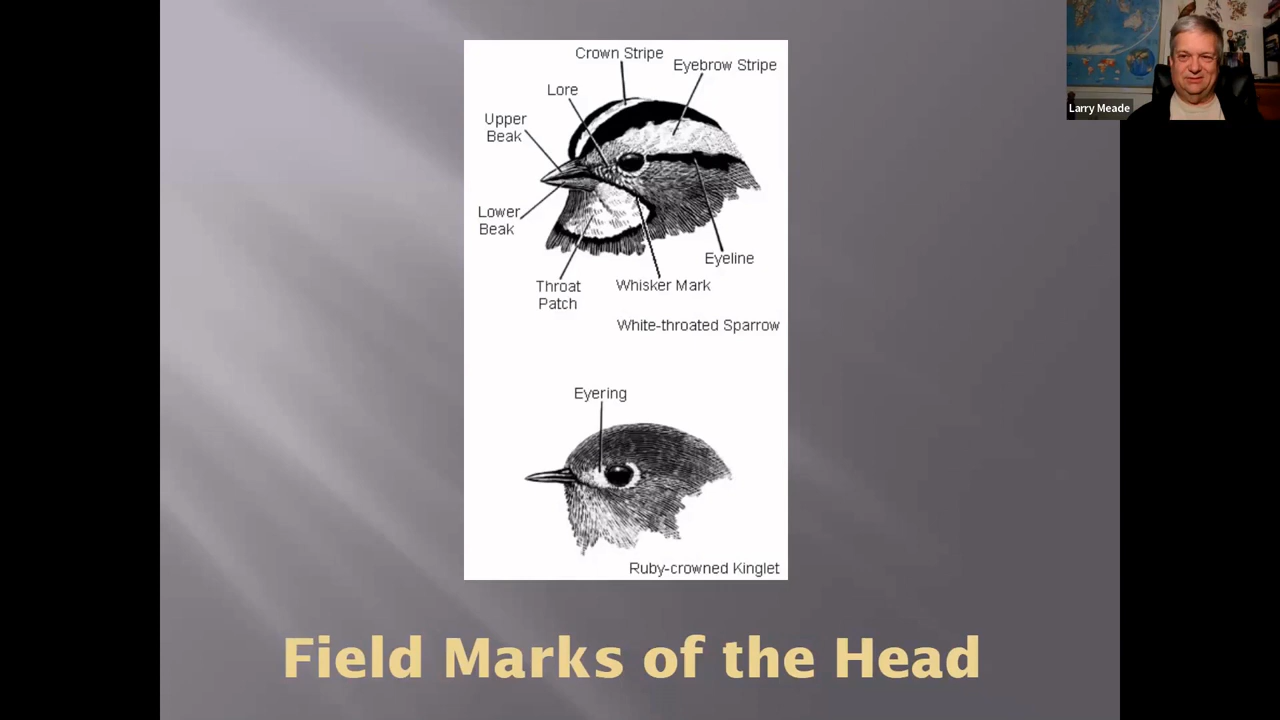 Crown Stripe
Eyebrow Stripe
Lore
Upper
Beak
Lower
Beak
Eyeline
Throat
Patch
Whisker Mark
White-throated Sparrow
Eyering
Ruby-crowned Kinglet
Field Marks of the Head
Larry Meade